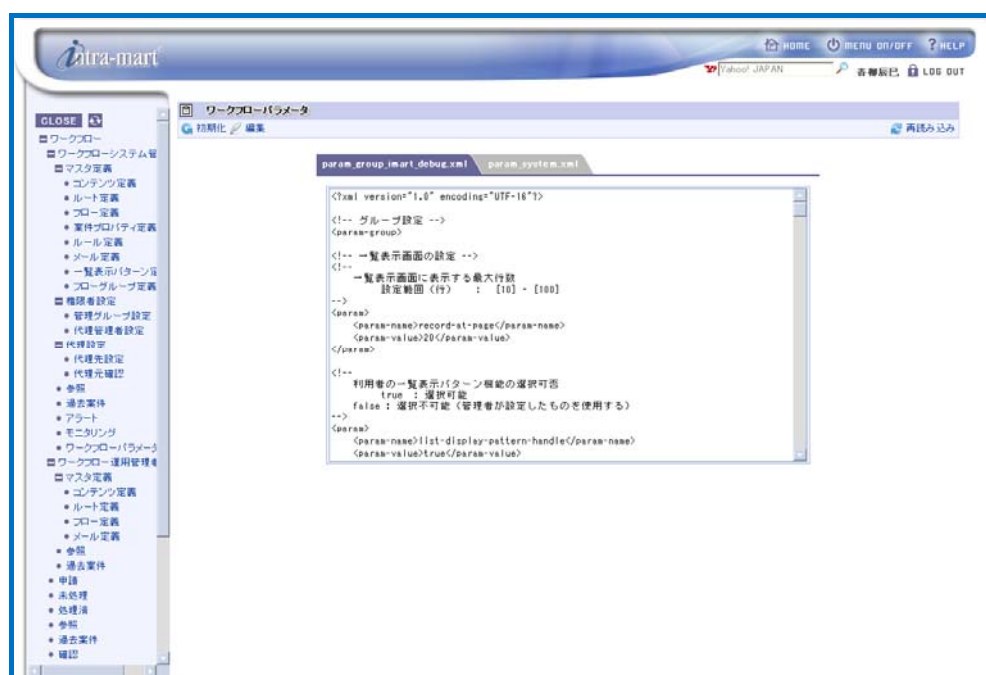 intra-mart
HOME MENU ON/OFF ? HELP
Yahoo! JAPAN 青柳辰巳 LOG OUT
CLOSE
ワークフロー
ワークフローシステム管
マスタ定義
コンテンツ定義
ルート定義
フロー定義
案件プロパティ定義
ルール定義
メール定義
一覧表示パターン定
フローグループ定義
権限者設定
管理グループ設定
代理管理者設定
代理設定
代理先設定
代理元確認
参照
過去案件
アラート
モニタリング
ワークフローパラメータ
ワークフロー運用管理者
マスタ定義
コンテンツ定義
ルート定義
フロー定義
メール定義
参照
過去案件
申請
未処理
処理済
参照
過去案件
確認
ワークフローパラメータ
初期化 編集 再読み込み
param_group_imart_debug.xml param_system.xml
<?xml version="1.0" encoding="UTF-16"?>
<!-- グループ設定 -->
<param-group>
<!-- 一覧表示画面の設定 -->
<!--
一覧表示画面に表示する最大行数
設定範囲（行） : [10] - [100]
-->
<param>
<param-name>record-at-page</param-name>
<param-value>20</param-value>
</param>
<!--
利用者の一覧表示パターン機能の選択可否
true : 選択可能
false : 選択不可能（管理者が設定したものを使用する）
-->
<param>
<param-name>list-display-pattern-handle</param-name>
<param-value>true</param-value>